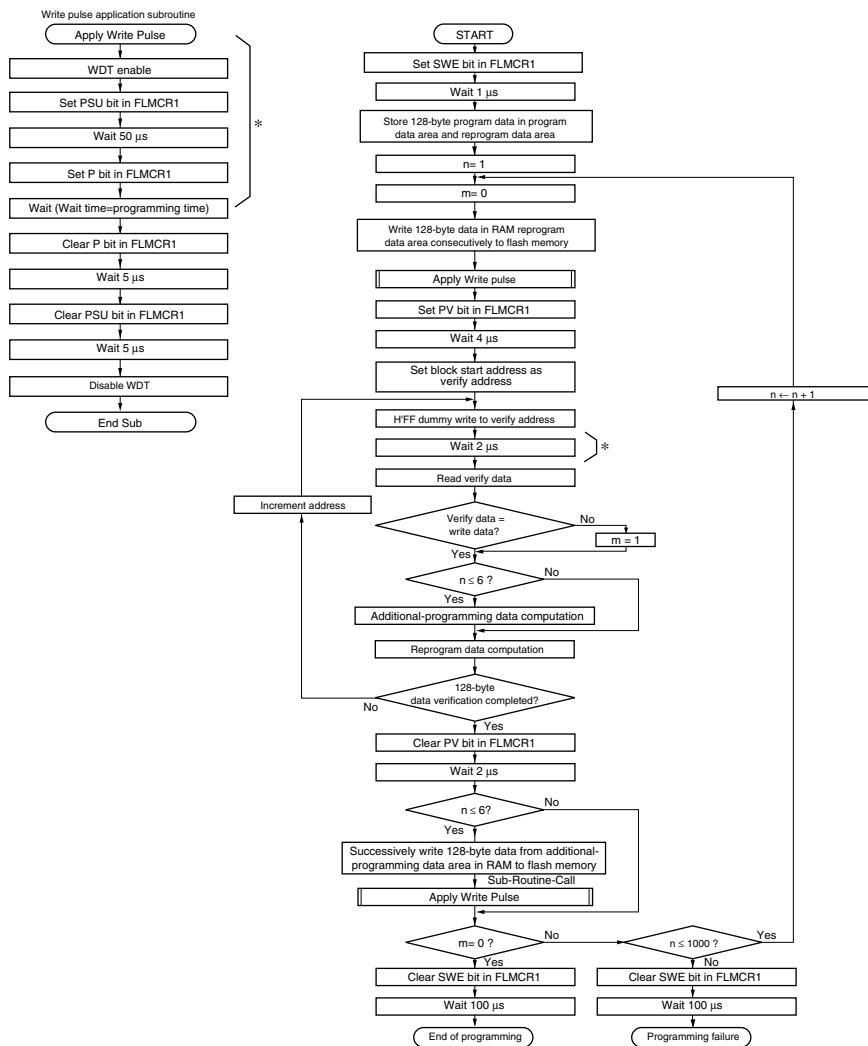 Write pulse application subroutine
Apply Write Pulse
WDT enable
Set PSU bit in FLMCR1
Wait 50 μs
Set P bit in FLMCR1
Wait (Wait time=programming time)
Clear P bit in FLMCR1
Wait 5 μs
Clear PSU bit in FLMCR1
Wait 5 μs
Disable WDT
End Sub
*
START
Set SWE bit in FLMCR1
Wait 1 μs
Store 128-byte program data in program
data area and reprogram data area
n= 1
m= 0
Write 128-byte data in RAM reprogram
data area consecutively to flash memory
Apply Write pulse
Set PV bit in FLMCR1
Wait 4 μs
Set block start address as
verify address
n ← n + 1
H'FF dummy write to verify address
Wait 2 μs
*
Read verify data
Increment address
Verify data =
write data?
No
m = 1
Yes
n ≤ 6 ?
No
Yes
Additional-programming data computation
Reprogram data computation
128-byte
data verification completed?
No
Yes
Clear PV bit in FLMCR1
Wait 2 μs
n ≤ 6?
No
Yes
Successively write 128-byte data from additional-
programming data area in RAM to flash memory
Sub-Routine-Call
Apply Write Pulse
m= 0 ?
No
n ≤ 1000 ?
Yes
Yes
No
Clear SWE bit in FLMCR1
Clear SWE bit in FLMCR1
Wait 100 μs
Wait 100 μs
End of programming
Programming failure